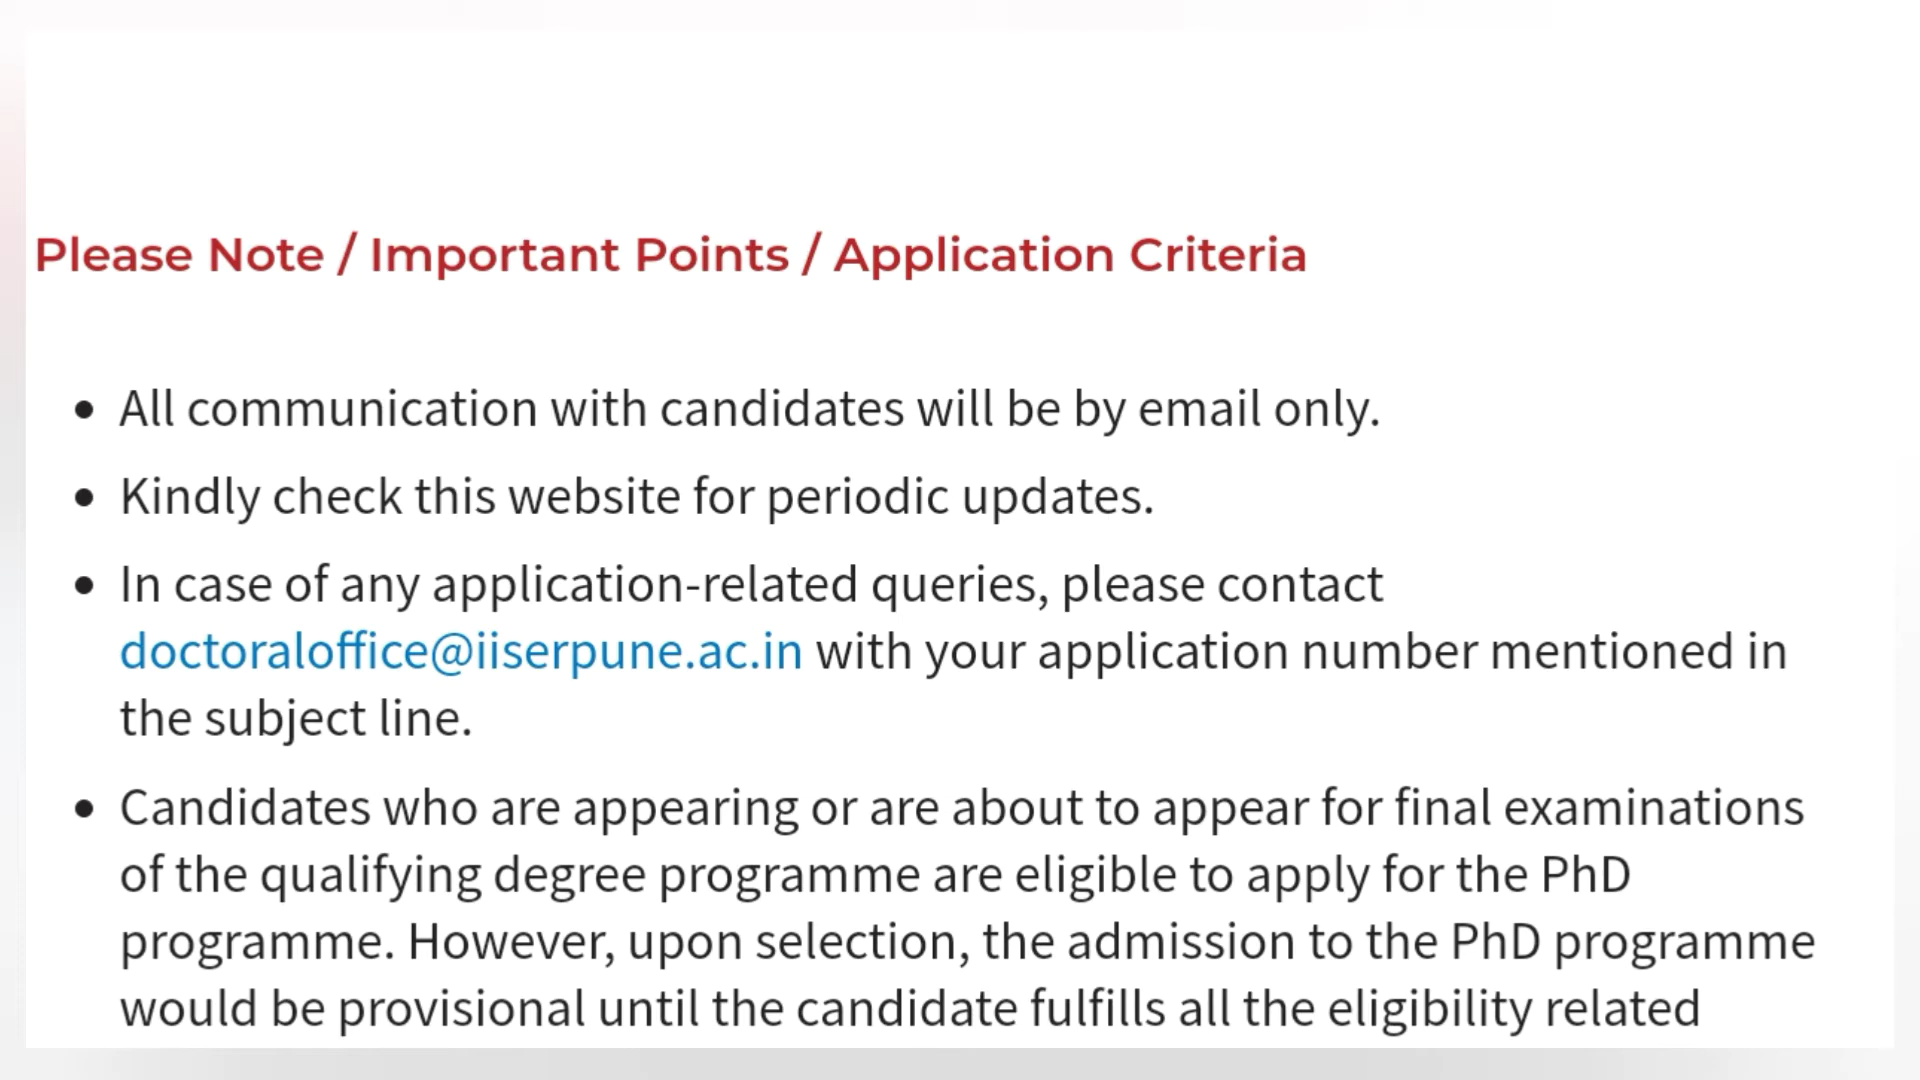 Please Note / Important Points / Application Criteria
• All communication with candidates will be by email only.
• Kindly check this website for periodic updates.
• In case of any application-related queries, please contact
doctoraloffice@iiserpune.ac.in with your application number mentioned in
the subject line.
• Candidates who are appearing or are about to appear for final examinations
of the qualifying degree programme are eligible to apply for the PhD
programme. However, upon selection, the admission to the PhD programme
would be provisional until the candidate fulfills all the eligibility related